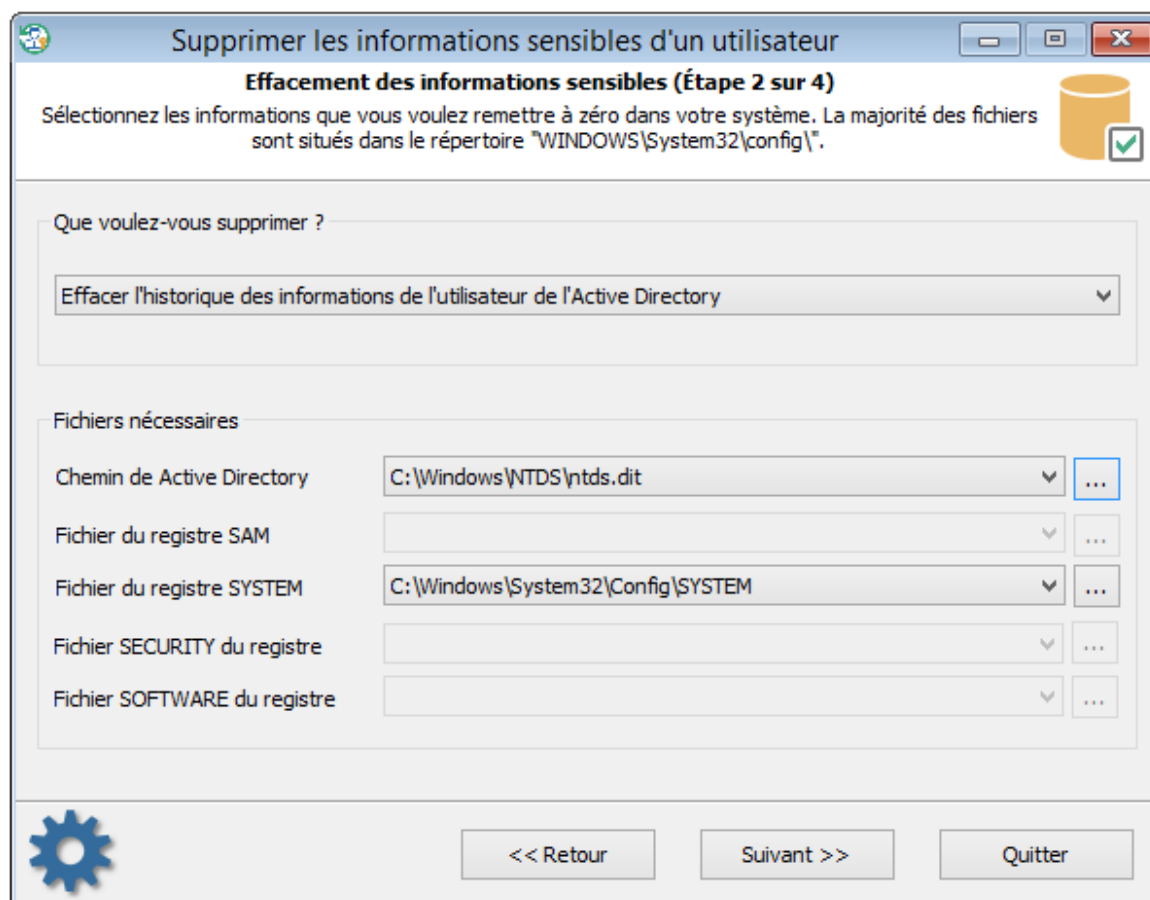 Supprimer les informations sensibles d'un utilisateur
Effacement des informations sensibles (Étape 2 sur 4)
Sélectionnez les informations que vous voulez remettre à zéro dans votre système. La majorité des fichiers
sont situés dans le répertoire "WINDOWS\System32\config\".
Que voulez-vous supprimer ?
Effacer l'historique des informations de l'utilisateur de l'Active Directory
Fichiers nécessaires
Chemin de Active Directory C:\Windows\NTDS\ntds.dit ...
Fichier du registre SAM ...
Fichier du registre SYSTEM C:\Windows\System32\Config\SYSTEM ...
Fichier SECURITY du registre ...
Fichier SOFTWARE du registre ...
<< Retour Suivant >> Quitter